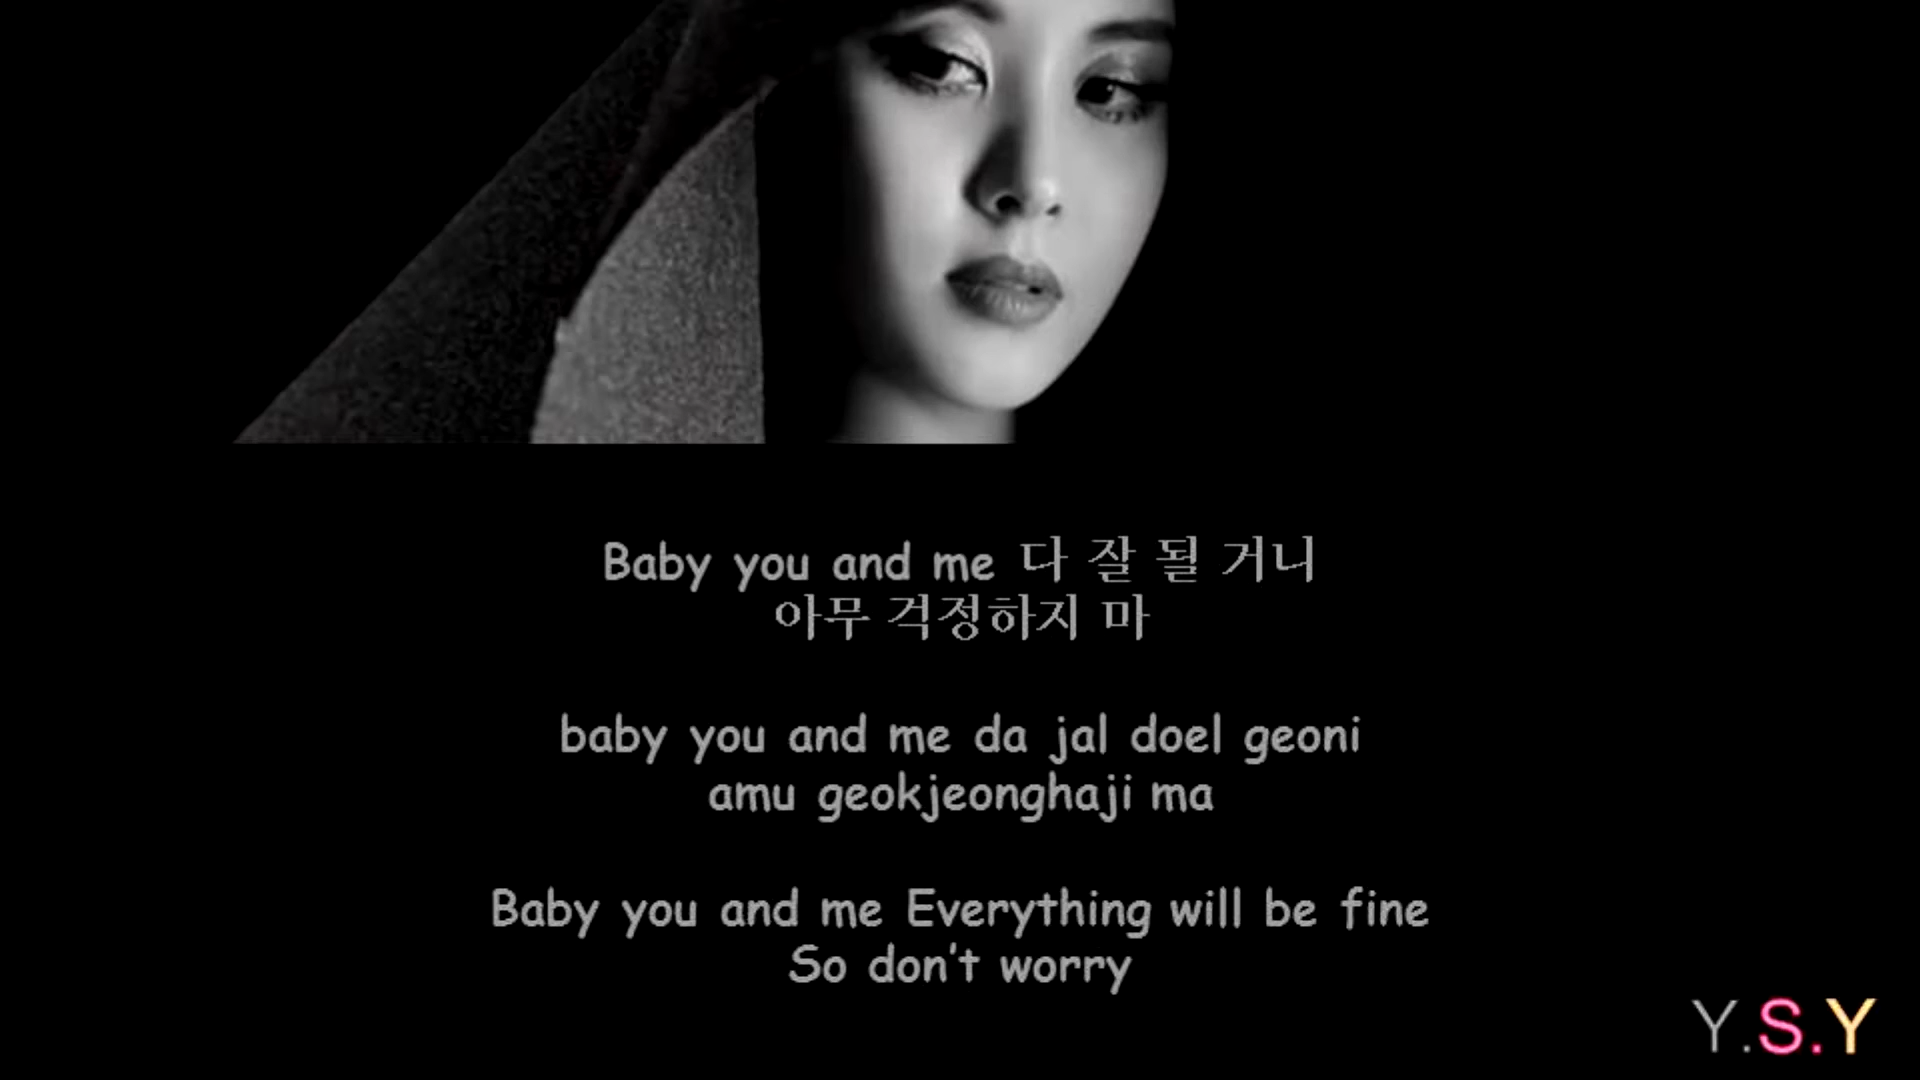 Baby you and me 다 잘 될 거니
아무 걱정하지 마
baby you and me da jal doel geoni
amu geokjeonghaji ma
Baby you and me Everything will be fine
So don't worry
Y.S.Y